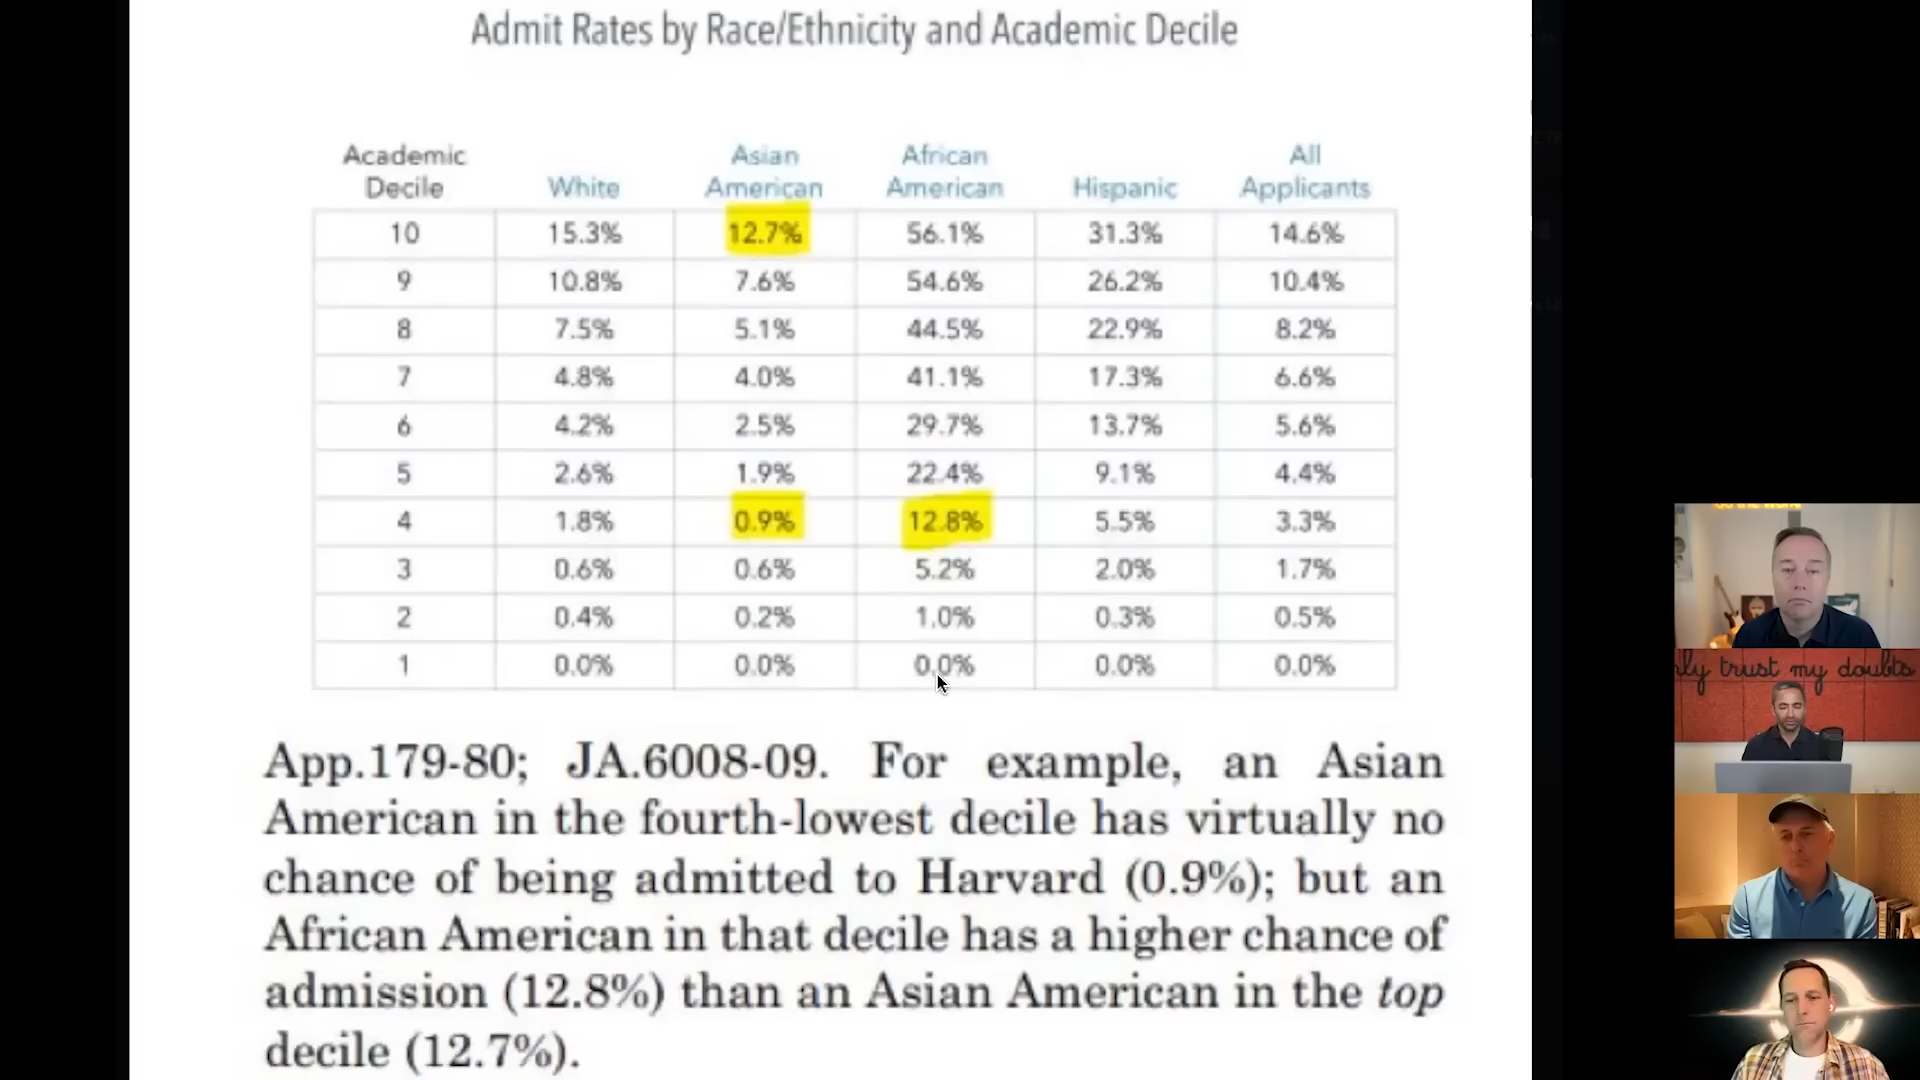 Admit Rates by Race/Ethnicity and Academic Decile
Academic Decile White Asian American African American Hispanic All Applicants
10 15.3% 12.7% 56.1% 31.3% 14.6%
9 10.8% 7.6% 54.6% 26.2% 10.4%
8 7.5% 5.1% 44.5% 22.9% 8.2%
7 4.8% 4.0% 41.1% 17.3% 6.6%
6 4.2% 2.5% 29.7% 13.7% 5.6%
5 2.6% 1.9% 22.4% 9.1% 4.4%
4 1.8% 0.9% 12.8% 5.5% 3.3%
3 0.6% 0.6% 5.2% 2.0% 1.7%
2 0.4% 0.2% 1.0% 0.3% 0.5%
1 0.0% 0.0% 0.0% 0.0% 0.0%
App.179-80; JA.6008-09. For example, an Asian
American in the fourth-lowest decile has virtually no
chance of being admitted to Harvard (0.9%); but an
African American in that decile has a higher chance of
admission (12.8%) than an Asian American in the top
decile (12.7%).
trust my doubts